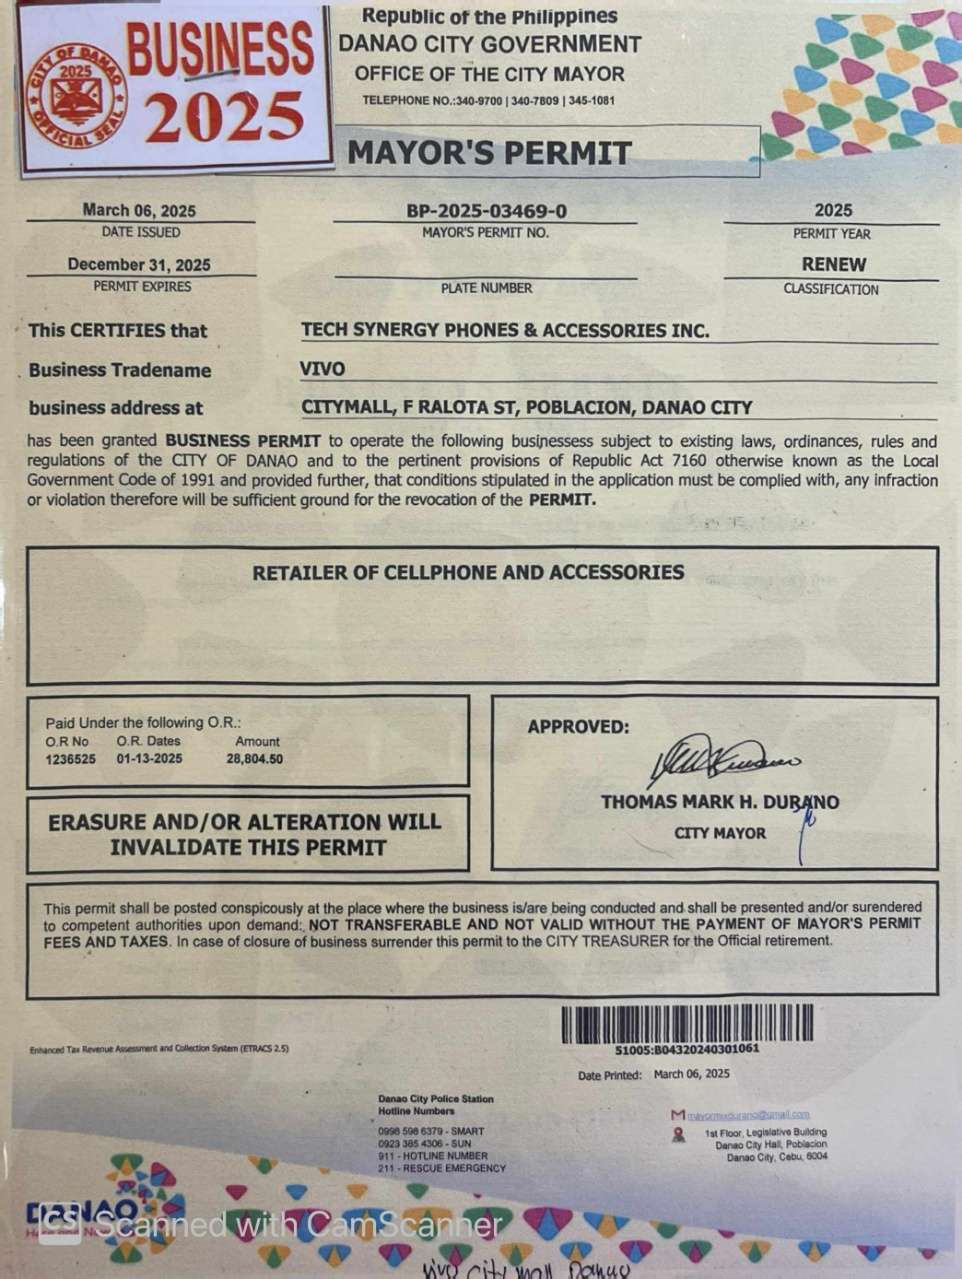 CITY OF DANAO
2025
OFFICIAL SEAL
BUSINESS
2025
Republic of the Philippines
DANAO CITY GOVERNMENT
OFFICE OF THE CITY MAYOR
TELEPHONE NO.:340-9700 | 340-7809 | 345-1081
MAYOR'S PERMIT
March 06, 2025 BP-2025-03469-0 2025
DATE ISSUED MAYOR'S PERMIT NO. PERMIT YEAR
December 31, 2025 RENEW
PERMIT EXPIRES PLATE NUMBER CLASSIFICATION
This CERTIFIES that TECH SYNERGY PHONES & ACCESSORIES INC.
Business Tradename VIVO
business address at CITYMALL, F RALOTA ST, POBLACION, DANAO CITY
has been granted BUSINESS PERMIT to operate the following businessess subject to existing laws, ordinances, rules and
regulations of the CITY OF DANAO and to the pertinent provisions of Republic Act 7160 otherwise known as the Local
Government Code of 1991 and provided further, that conditions stipulated in the application must be complied with, any infraction
or violation therefore will be sufficient ground for the revocation of the PERMIT.
RETAILER OF CELLPHONE AND ACCESSORIES
Paid Under the following O.R.:
O.R No O.R. Dates Amount
1236525 01-13-2025 28,804.50
ERASURE AND/OR ALTERATION WILL
INVALIDATE THIS PERMIT
APPROVED:
THOMAS MARK H. DURANO
CITY MAYOR
This permit shall be posted conspicously at the place where the business is/are being conducted and shall be presented and/or surendered
to competent authorities upon demand: NOT TRANSFERABLE AND NOT VALID WITHOUT THE PAYMENT OF MAYOR'S PERMIT
FEES AND TAXES. In case of closure of business surrender this permit to the CITY TREASURER for the Official retirement.
Enhanced Tax Revenue Assessment and Collection System (ETRACS 2.5)
51005:B04320240301061
Date Printed: March 06, 2025
Danao City Police Station
Hotline Numbers
0998 598 6379 - SMART
0923 385 4306 - SUN
911 - HOTLINE NUMBER
211 - RESCUE EMERGENCY
mayormixdurano@gmail.com
1st Floor, Legislative Building
Danao City Hall, Poblacion
Danao City, Cebu, 6004
DANAO
CS Scanned with CamScanner
vivo city mall Danao